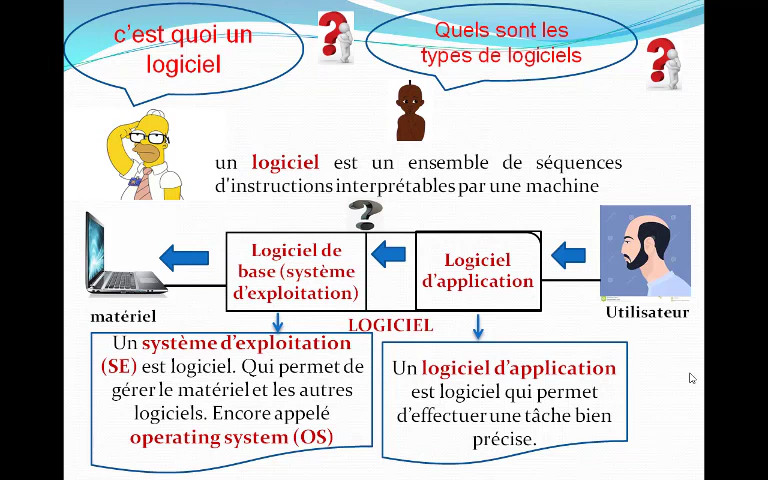 c'est quoi un
logiciel
Quels sont les
types de logiciels
un logiciel est un ensemble de séquences
d'instructions interprétables par une machine
Logiciel de
base (système
d'exploitation)
Logiciel
d'application
matériel
LOGICIEL
Utilisateur
Un système d'exploitation
(SE) est logiciel. Qui permet de
gérer le matériel et les autres
logiciels. Encore appelé
operating system (OS)
Un logiciel d'application
est logiciel qui permet
d'effectuer une tâche bien
précise.